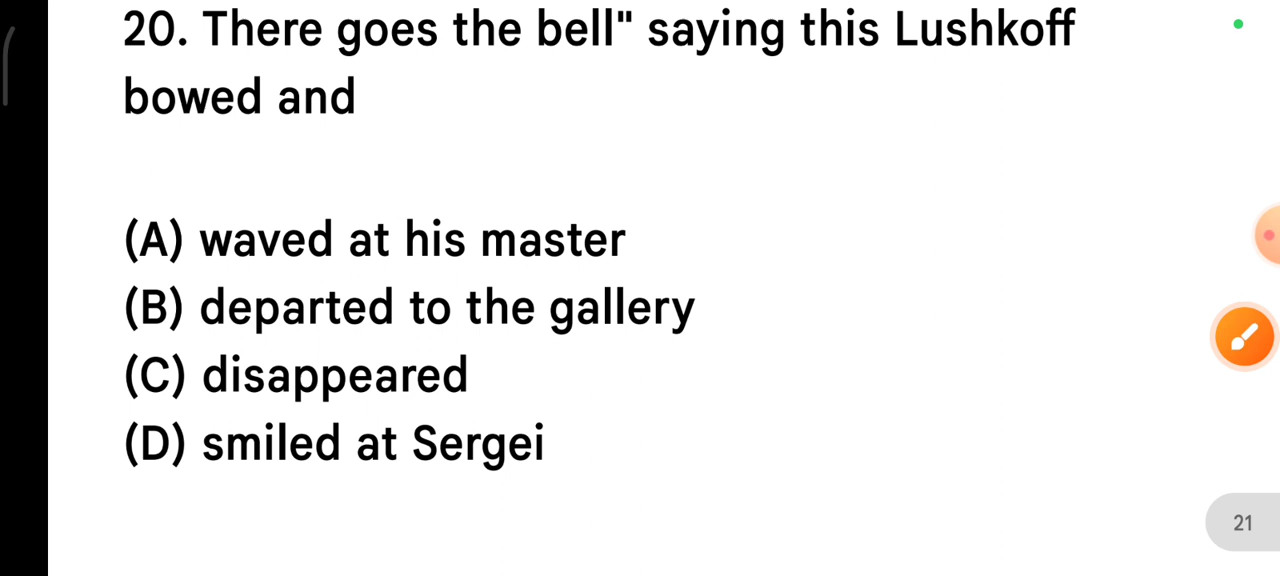 20. There goes the bell" saying this Lushkoff
bowed and
(A) waved at his master
(B) departed to the gallery
(C) disappeared
(D) smiled at Sergei
21